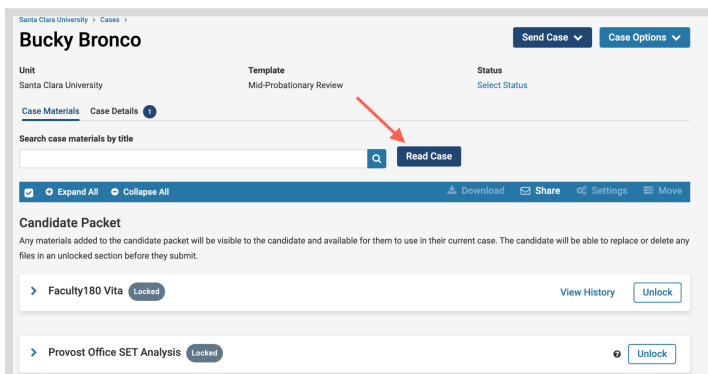 Santa Clara University > Cases >
Bucky Bronco
Send Case
Case Options
Unit
Santa Clara University
Template
Mid-Probationary Review
Status
Select Status
Case Materials
Case Details 1
Search case materials by title
Read Case
Expand All
Collapse All
Download
Share
Settings
Move
Candidate Packet
Any materials added to the candidate packet will be visible to the candidate and available for them to use in their current case. The candidate will be able to replace or delete any
files in an unlocked section before they submit.
Faculty180 Vita Locked
View History
Unlock
Provost Office SET Analysis Locked
?
Unlock